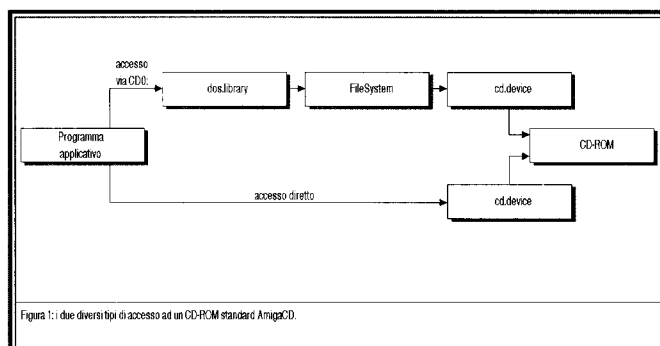 accesso
via CD0:
dos.library
FileSystem
cd.device
Programma
applicativo
CD-ROM
accesso diretto
cd.device
Figura 1: i due diversi tipi di accesso ad un CD-ROM standard AmigaCD.